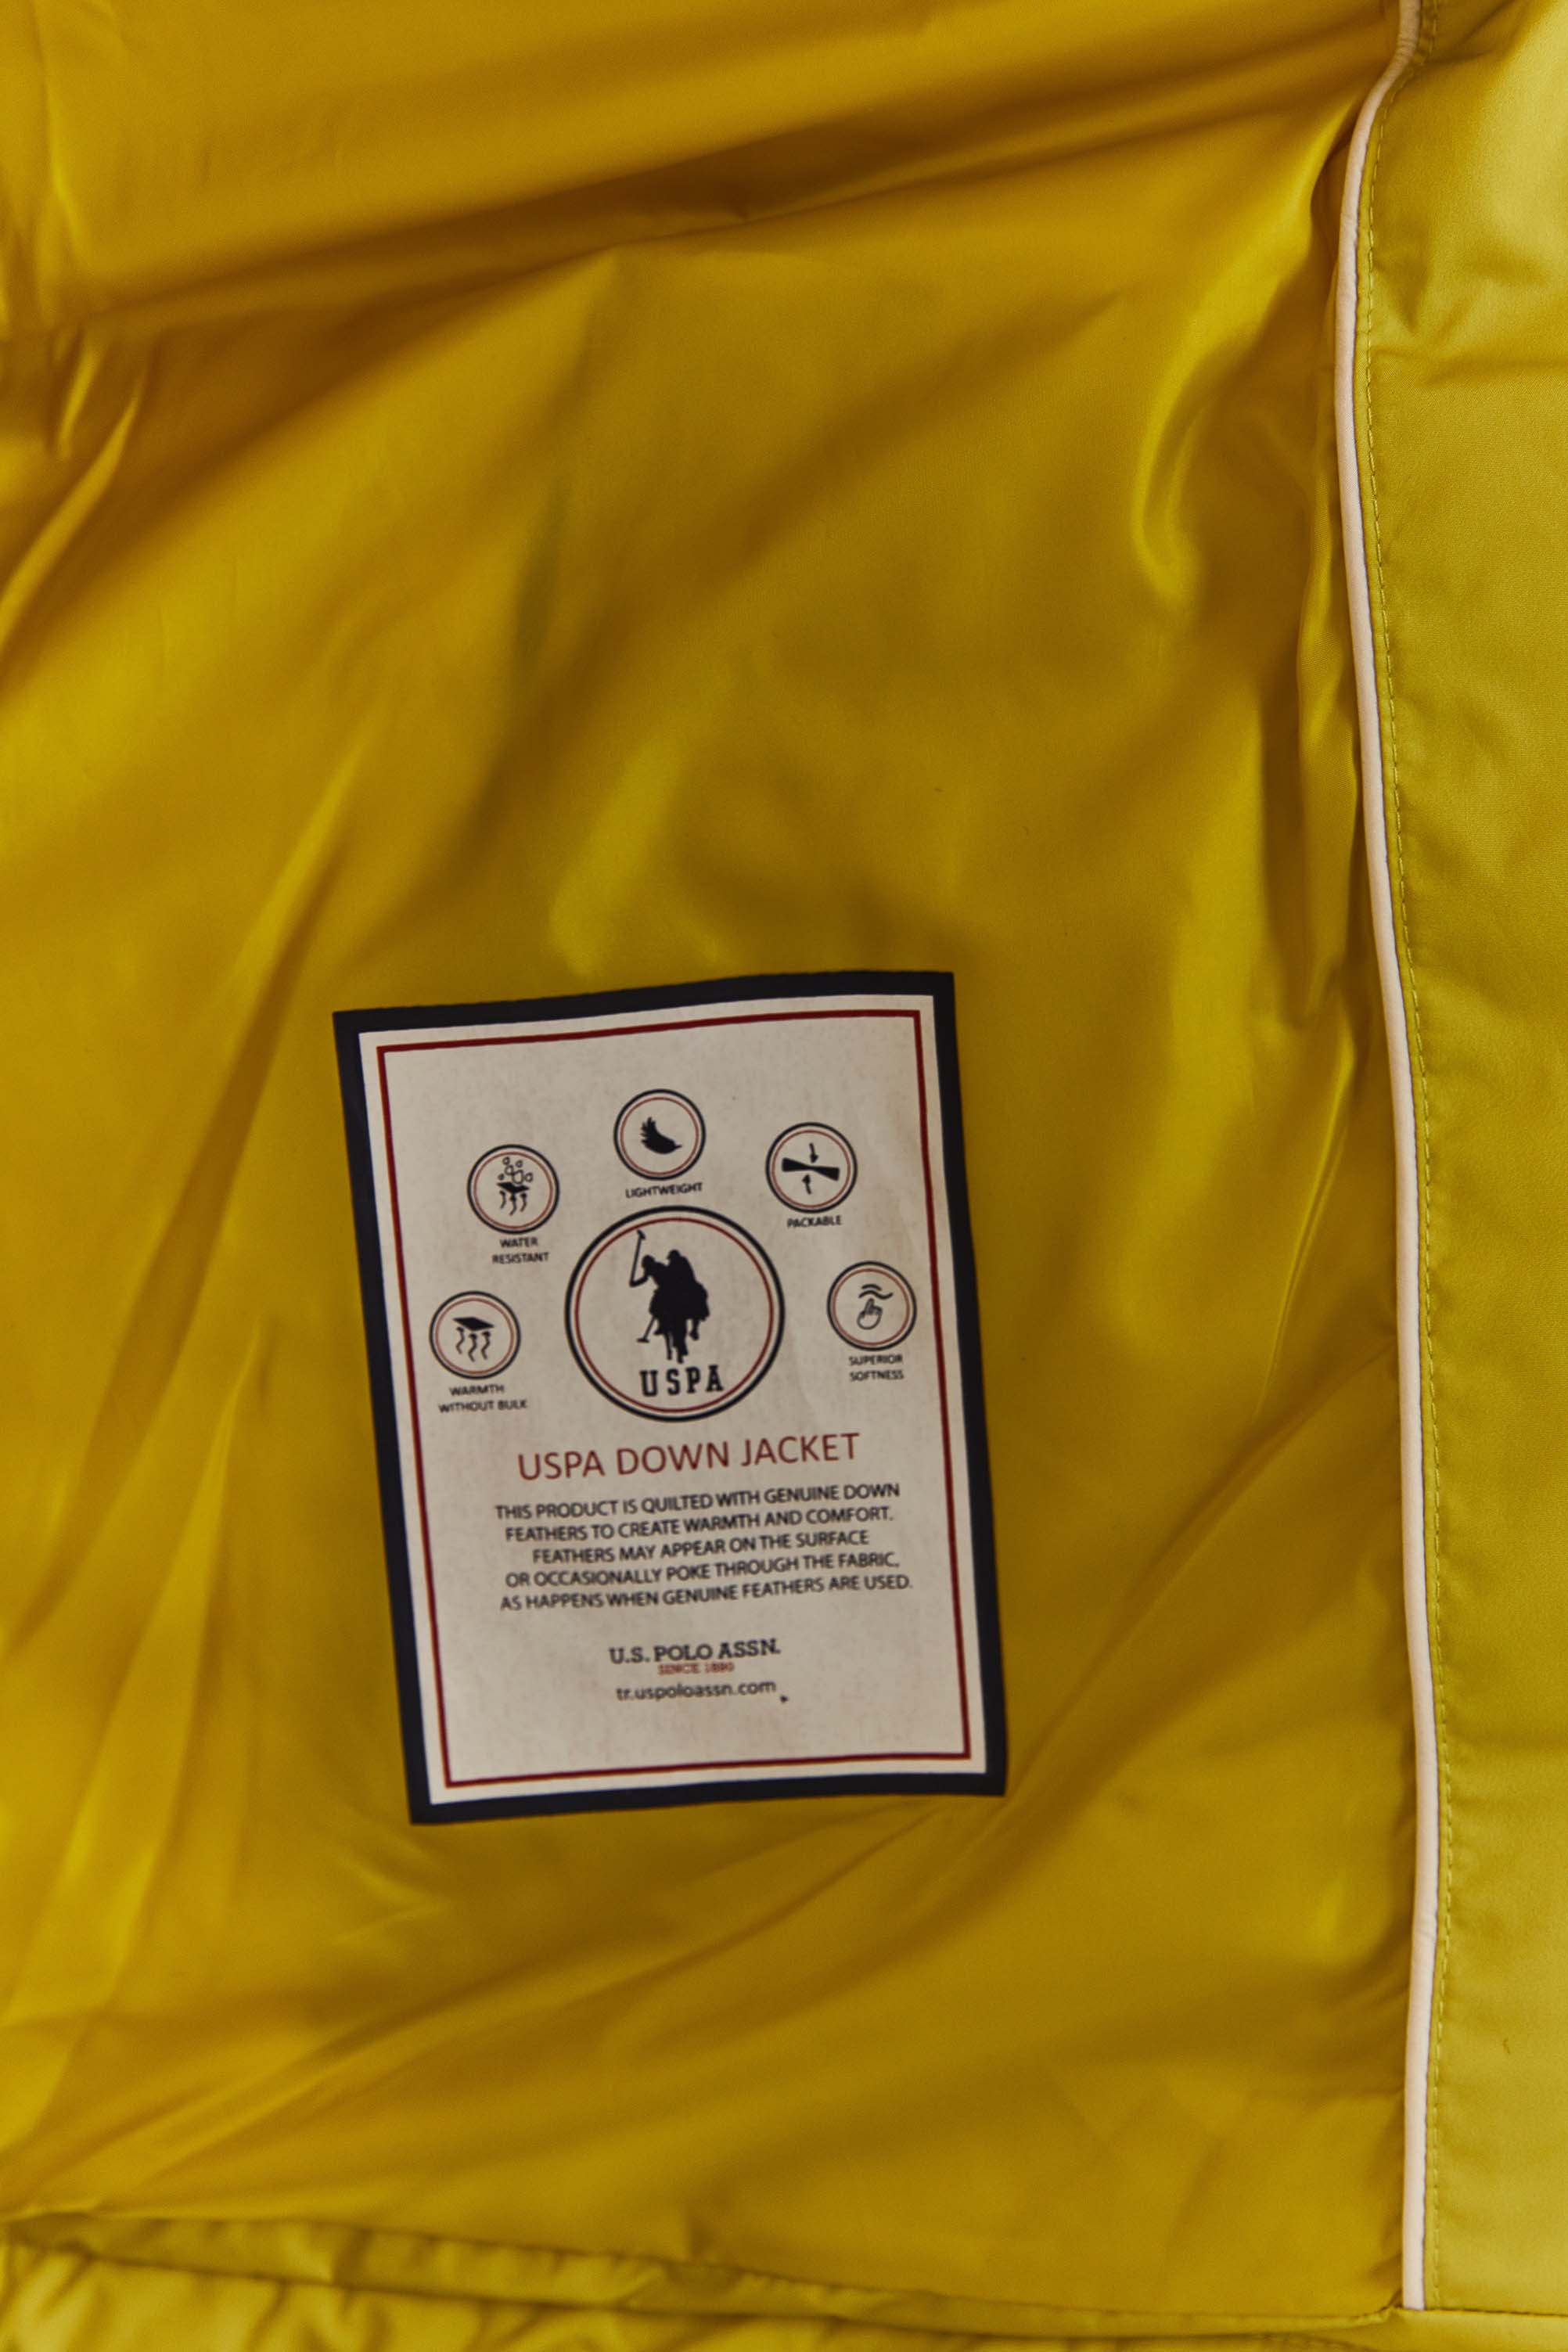 LIGHTWEIGHT
WATER
RESISTANT
PACKABLE
WARMTH
WITHOUT BULK
USPA
SUPERIOR
SOFTNESS
USPA DOWN JACKET
THIS PRODUCT IS QUILTED WITH GENUINE DOWN
FEATHERS TO CREATE WARMTH AND COMFORT.
FEATHERS MAY APPEAR ON THE SURFACE
OR OCCASIONALLY POKE THROUGH THE FABRIC,
AS HAPPENS WHEN GENUINE FEATHERS ARE USED.
U.S. POLO ASSN.
SINCE 1890
tr.uspoloassn.com